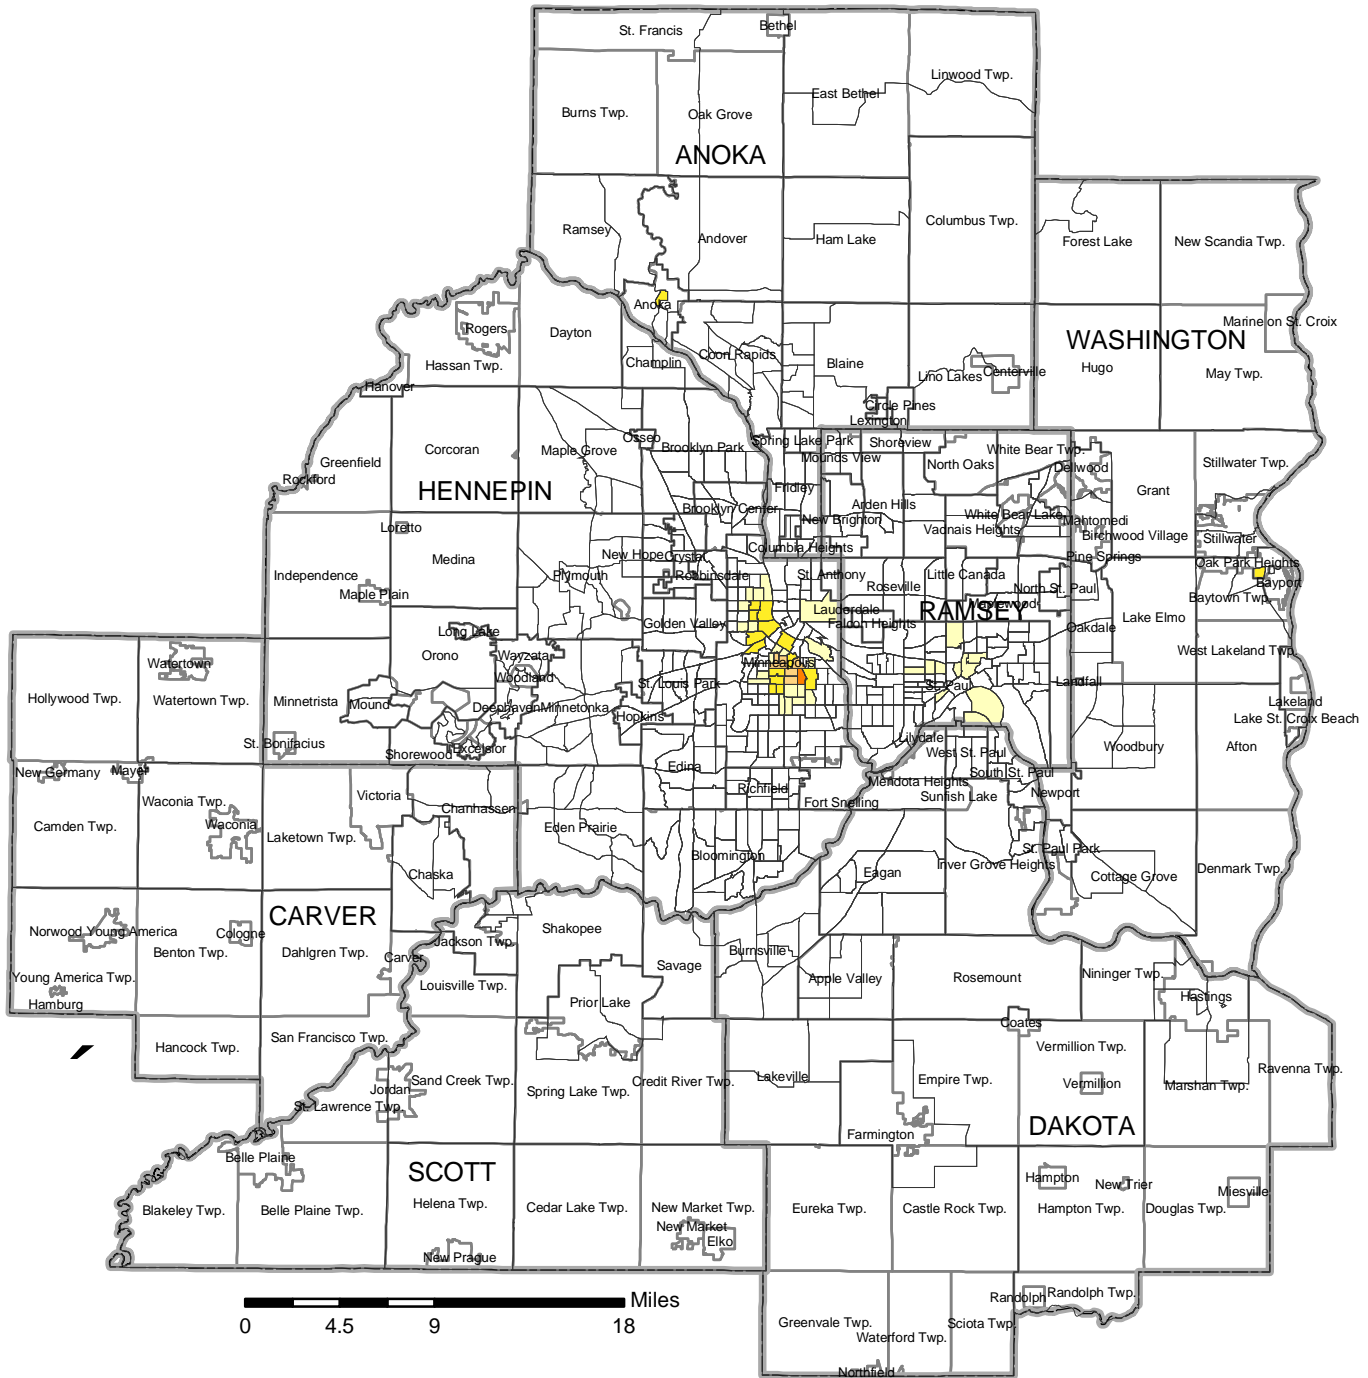 St. Francis
Bethel
Linwood Twp.
East Bethel
Burns Twp.
Oak Grove
ANOKA
Ramsey
Andover
Ham Lake
Columbus Twp.
Forest Lake
New Scandia Twp.
Anoka
Rogers
Dayton
Marine on St. Croix
WASHINGTON
Hassan Twp.
Champlin
Coon Rapids
Blaine
Lino Lakes
Centerville
Hugo
May Twp.
Hanover
Circle Pines
Lexington
Corcoran
Maple Grove
Osseo
Brooklyn Park
Spring Lake Park
Shoreview
Mounds View
White Bear Twp.
Dellwood
North Oaks
Greenfield
Rockford
Stillwater Twp.
HENNEPIN
Fridley
Grant
Arden Hills
Brooklyn Center
New Brighton
White Bear Lake
Vadnais Heights
Mahtomedi
Birchwood Village
Stillwater
Loretto
Medina
New Hope
Crystal
Columbia Heights
Pine Springs
Oak Park Heights
Independence
Plymouth
Robbinsdale
St. Anthony
Roseville
Little Canada
North St. Paul
Bayport
Baytown Twp.
Maple Plain
Maplewood
Lauderdale
RAMSEY
Lake Elmo
Golden Valley
Falcon Heights
Oakdale
Long Lake
Orono
Wayzata
Woodland
Minneapolis
West Lakeland Twp.
Watertown
Hollywood Twp.
Watertown Twp.
Minnetrista
Mound
Deephaven
Minnetonka
St. Louis Park
Hopkins
St. Paul
Landfall
Lakeland
Lake St. Croix Beach
St. Bonifacius
Shorewood
Excelsior
Lilydale
West St. Paul
Woodbury
Afton
New Germany
Mayer
Edina
Richfield
Mendota Heights
South St. Paul
Sunfish Lake
Newport
Waconia Twp.
Victoria
Chanhassen
Fort Snelling
Camden Twp.
Waconia
Laketown Twp.
Eden Prairie
Bloomington
St. Paul Park
Inver Grove Heights
Chaska
Eagan
Cottage Grove
Denmark Twp.
CARVER
Norwood Young America
Cologne
Benton Twp.
Dahlgren Twp.
Carver
Jackson Twp.
Shakopee
Savage
Burnsville
Young America Twp.
Hamburg
Louisville Twp.
Prior Lake
Apple Valley
Rosemount
Nininger Twp.
Hastings
Coates
Hancock Twp.
San Francisco Twp.
Vermillion Twp.
Ravenna Twp.
Jordan
Sand Creek Twp.
Spring Lake Twp.
Credit River Twp.
Lakeville
Empire Twp.
Vermillion
Marshan Twp.
St. Lawrence Twp.
Farmington
DAKOTA
Belle Plaine
SCOTT
Hampton
New Trier
Miesville
Blakeley Twp.
Belle Plaine Twp.
Helena Twp.
Cedar Lake Twp.
New Market Twp.
New Market
Elko
Eureka Twp.
Castle Rock Twp.
Hampton Twp.
Douglas Twp.
New Prague
Randolph
Randolph Twp.
Miles
0 4.5 9 18
Greenvale Twp.
Waterford Twp.
Sciota Twp.
Northfield